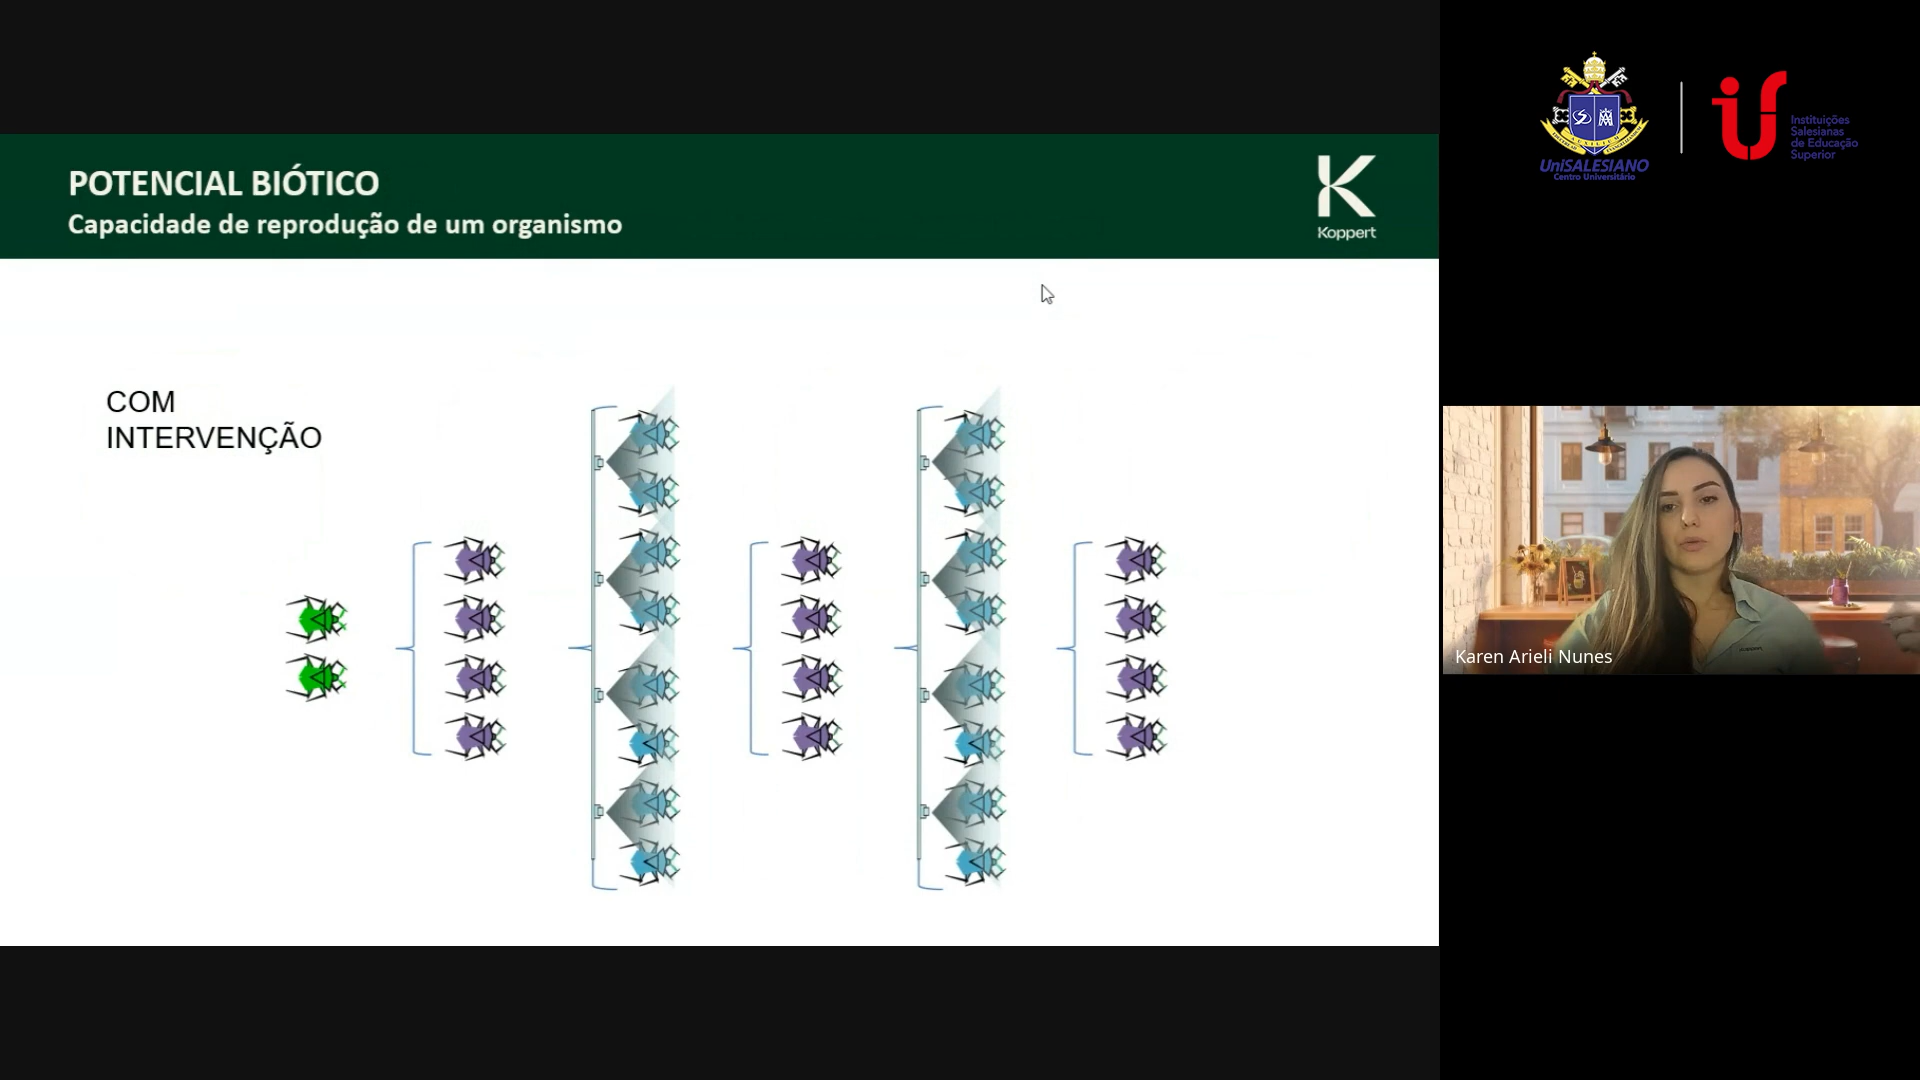 POTENCIAL BIÓTICO
Capacidade de reprodução de um organismo
Koppert
COM
INTERVENÇÃO
UniSALESIANO
Centro Universitário
Instituições
Salesianas
de Educação
Superior
Karen Arieli Nunes